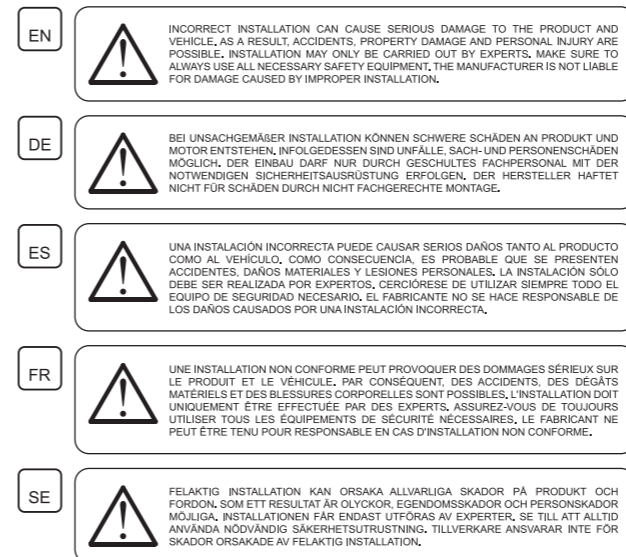 EN
INCORRECT INSTALLATION CAN CAUSE SERIOUS DAMAGE TO THE PRODUCT AND
VEHICLE. AS A RESULT, ACCIDENTS, PROPERTY DAMAGE AND PERSONAL INJURY ARE
POSSIBLE. INSTALLATION MAY ONLY BE CARRIED OUT BY EXPERTS. MAKE SURE TO
ALWAYS USE ALL NECESSARY SAFETY EQUIPMENT. THE MANUFACTURER IS NOT LIABLE
FOR DAMAGE CAUSED BY IMPROPER INSTALLATION.
DE
BEI UNSACHGEMÄßER INSTALLATION KÖNNEN SCHWERE SCHÄDEN AN PRODUKT UND
MOTOR ENTSTEHEN. INFOLGEDESSEN SIND UNFÄLLE, SACH- UND PERSONENSCHÄDEN
MÖGLICH. DER EINBAU DARF NUR DURCH GESCHULTES FACHPERSONAL MIT DER
NOTWENDIGEN SICHERHEITSAUSRÜSTUNG ERFOLGEN. DER HERSTELLER HAFTET
NICHT FÜR SCHÄDEN DURCH NICHT FACHGERECHTE MONTAGE.
ES
UNA INSTALACIÓN INCORRECTA PUEDE CAUSAR SERIOS DAÑOS TANTO AL PRODUCTO
COMO AL VEHÍCULO. COMO CONSECUENCIA, ES PROBABLE QUE SE PRESENTEN
ACCIDENTES, DAÑOS MATERIALES Y LESIONES PERSONALES. LA INSTALACIÓN SÓLO
DEBE SER REALIZADA POR EXPERTOS. CERCIÓRESE DE UTILIZAR SIEMPRE TODO EL
EQUIPO DE SEGURIDAD NECESARIO. EL FABRICANTE NO SE HACE RESPONSABLE DE
LOS DAÑOS CAUSADOS POR UNA INSTALACIÓN INCORRECTA.
FR
UNE INSTALLATION NON CONFORME PEUT PROVOQUER DES DOMMAGES SÉRIEUX SUR
LE PRODUIT ET LE VÉHICULE. PAR CONSÉQUENT, DES ACCIDENTS, DES DÉGÂTS
MATÉRIELS ET DES BLESSURES CORPORELLES SONT POSSIBLES. L'INSTALLATION DOIT
UNIQUEMENT ÊTRE EFFECTUÉE PAR DES EXPERTS. ASSUREZ-VOUS DE TOUJOURS
UTILISER TOUS LES ÉQUIPEMENTS DE SÉCURITÉ NÉCESSAIRES. LE FABRICANT NE
PEUT ÊTRE TENU POUR RESPONSABLE EN CAS D'INSTALLATION NON CONFORME.
SE
FELAKTIG INSTALLATION KAN ORSAKA ALLVARLIGA SKADOR PÅ PRODUKT OCH
FORDON. SOM ETT RESULTAT ÄR OLYCKOR, EGENDOMSSKADOR OCH PERSONSKADOR
MÖJLIGA. INSTALLATIONEN FÅR ENDAST UTFÖRAS AV EXPERTER. SE TILL ATT ALLTID
ANVÄNDA NÖDVÄNDIG SÄKERHETSUTRUSTNING. TILLVERKARE ANSVARAR INTE FÖR
SKADOR ORSAKADE AV FELAKTIG INSTALLATION.